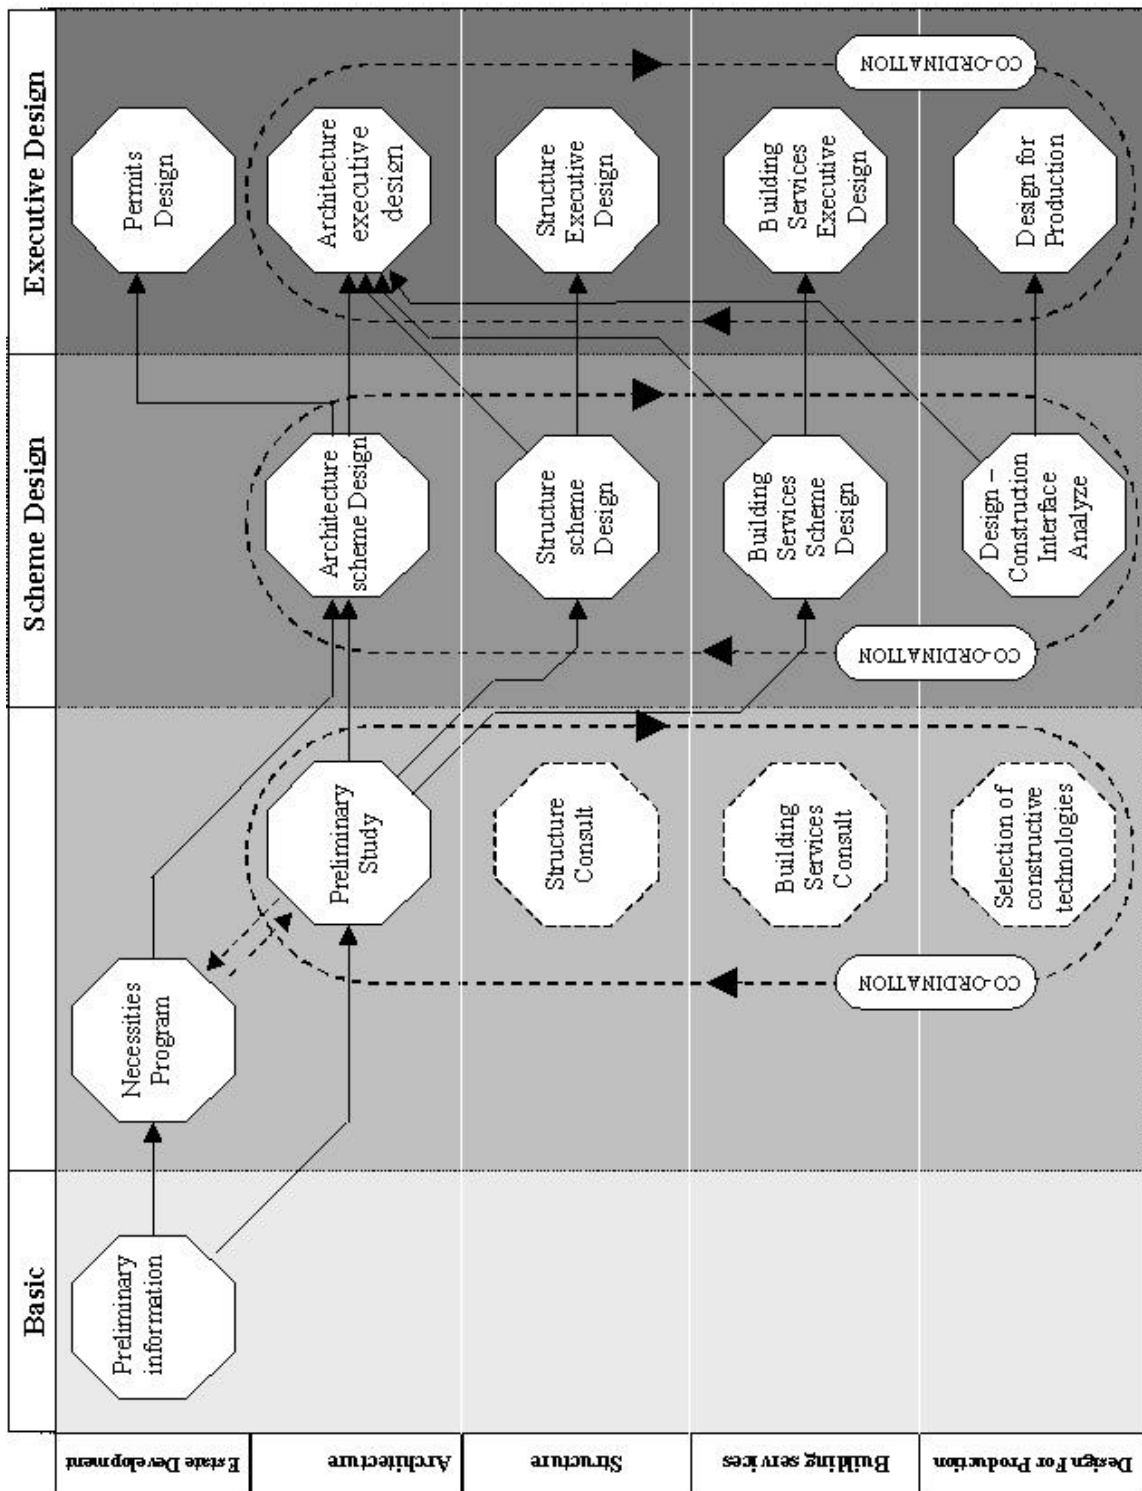 Basic
Scheme Design
Executive Design
Estate Development
Preliminary
information
Necessities
Program
Permits
Design
Architecture
Preliminary
Study
Architecture
scheme Design
Architecture
executive
design
Structure
Structure
Consult
Structure
scheme
Design
Structure
Executive
Design
Building services
Building
Services
Consult
Building
Services
Scheme
Design
Building
Services
Executive
Design
Design For Production
Selection of
constructive
technologies
Design –
Construction
Interface
Analyze
Design for
Production
CO-ORDINATION
CO-ORDINATION
CO-ORDINATION